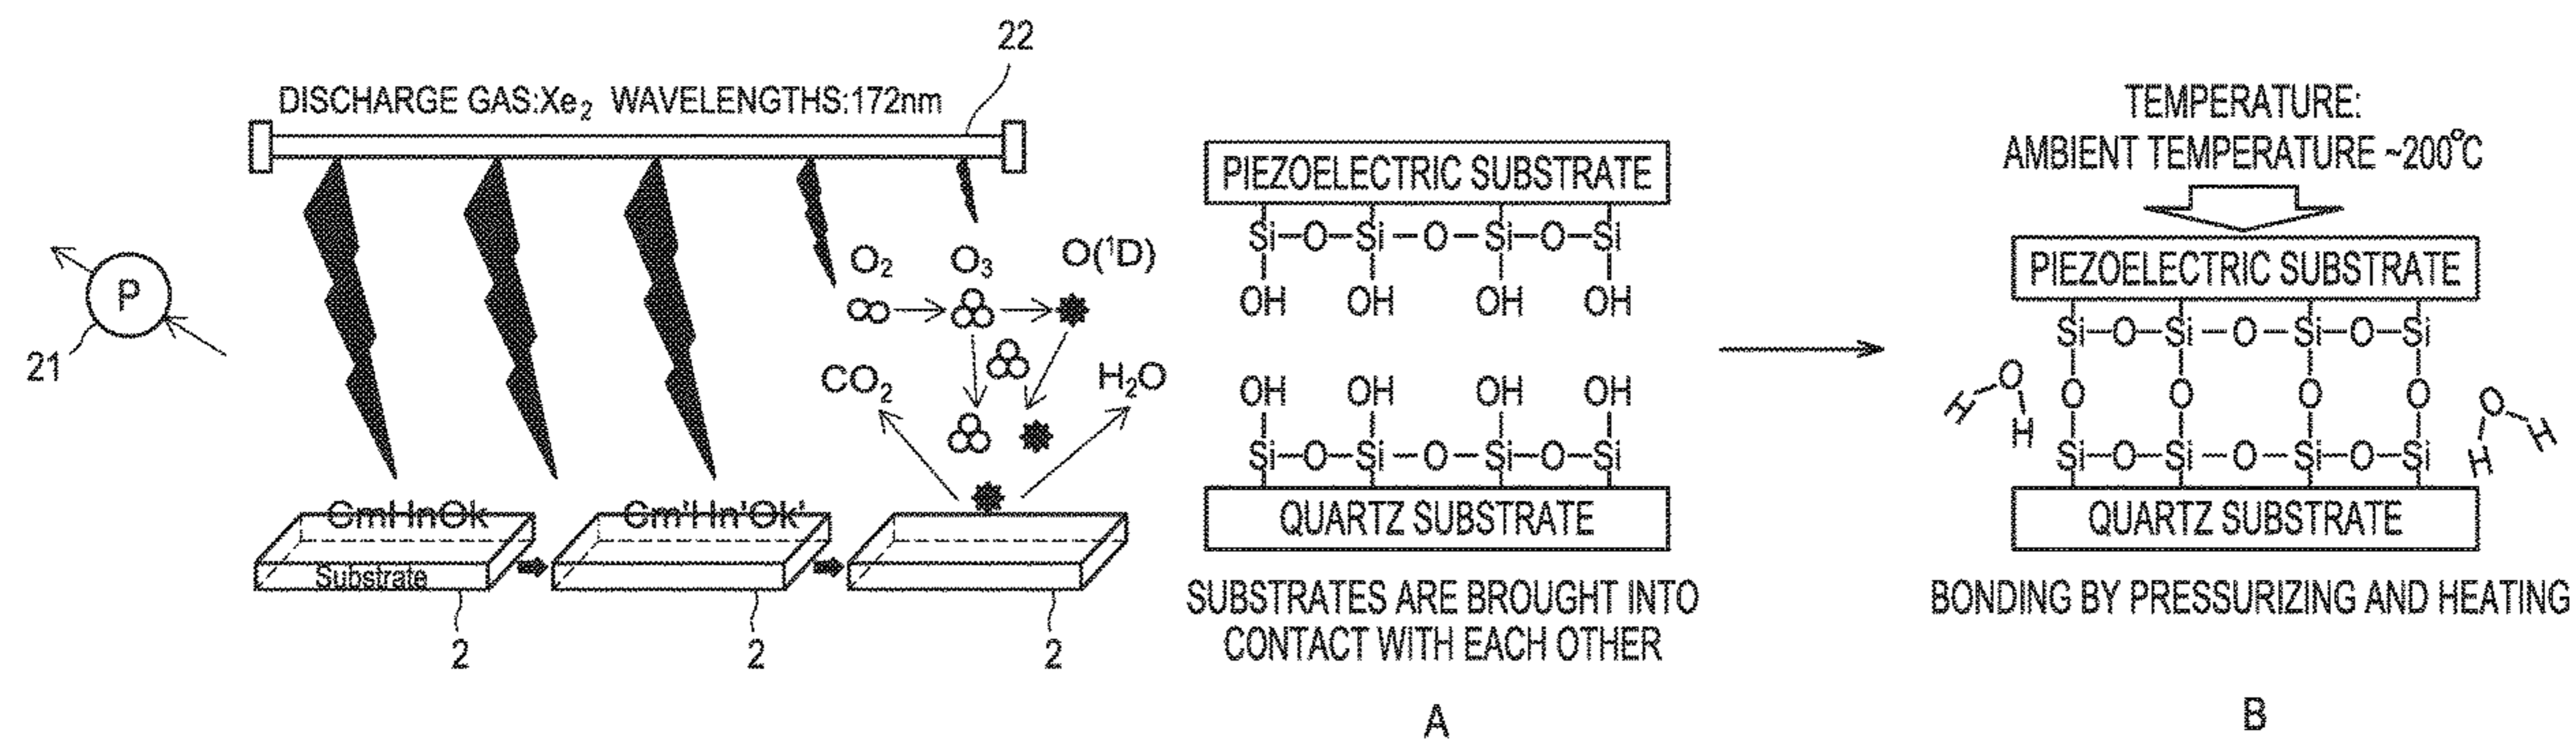 22
DISCHARGE GAS:Xe₂ WAVELENGTHS:172nm
P
21
O₂
O₃
O(¹D)
CO₂
H₂O
CmHnOk
Cm'Hn'Ok'
Substrate
2
2
2
PIEZOELECTRIC SUBSTRATE
Si-O-Si-O-Si-O-Si
OH OH OH OH
OH OH OH OH
Si-O-Si-O-Si-O-Si
QUARTZ SUBSTRATE
SUBSTRATES ARE BROUGHT INTO
CONTACT WITH EACH OTHER
A
TEMPERATURE:
AMBIENT TEMPERATURE ~200°C
PIEZOELECTRIC SUBSTRATE
Si-O-Si-O-Si-O-Si
O O O O
H O H
H O H
Si-O-Si-O-Si-O-Si
QUARTZ SUBSTRATE
BONDING BY PRESSURIZING AND HEATING
B